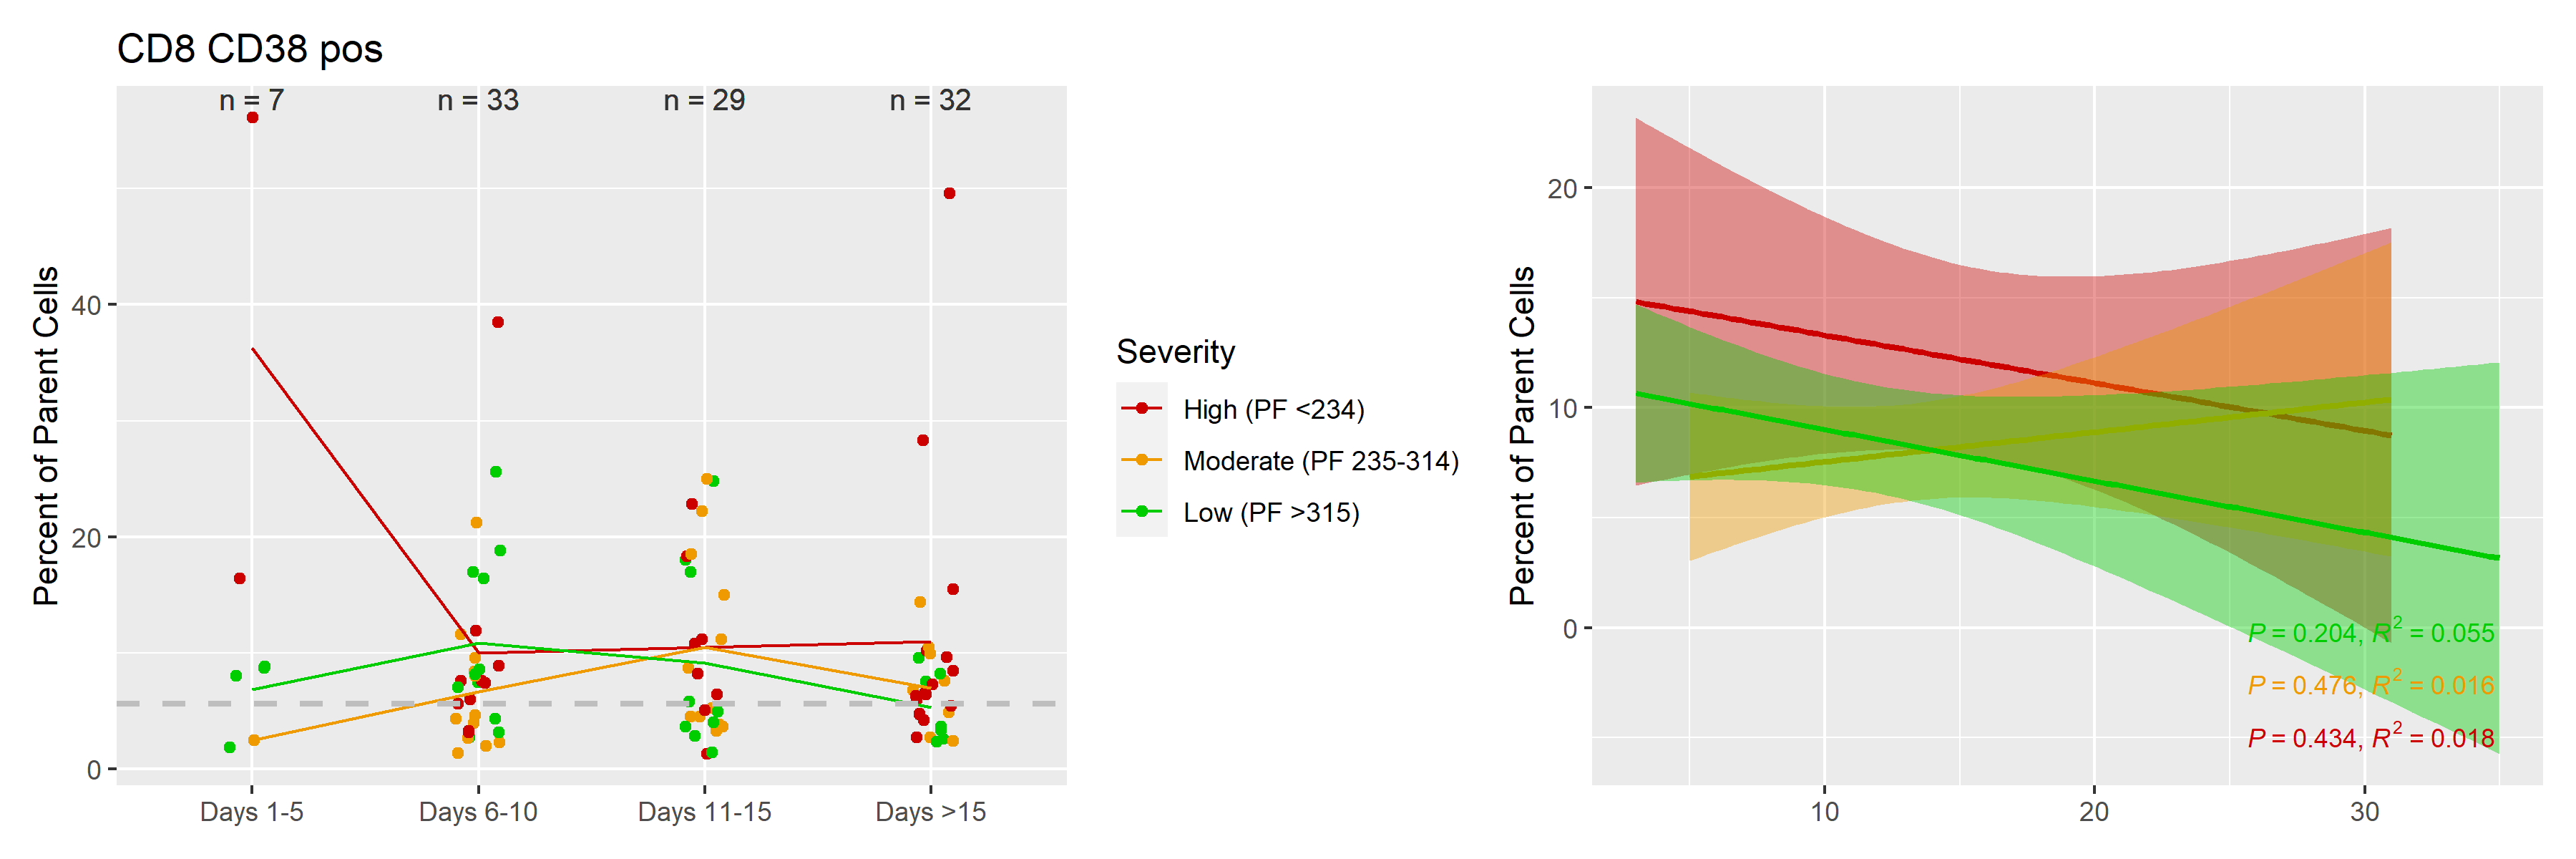 CD8 CD38 pos
n = 7
n = 33
n = 29
n = 32
Percent of Parent Cells
40
20
0
Days 1-5
Days 6-10
Days 11-15
Days >15
Severity
High (PF <234)
Moderate (PF 235-314)
Low (PF >315)
Percent of Parent Cells
20
10
0
P = 0.204, R² = 0.055
P = 0.476, R² = 0.016
P = 0.434, R² = 0.018
10
20
30